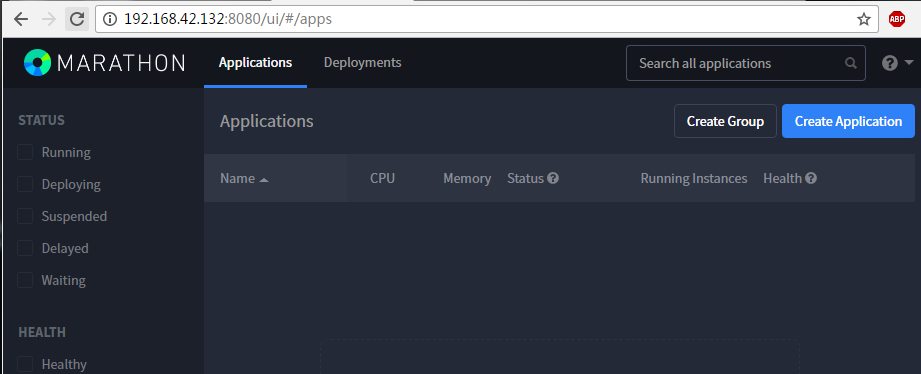 192.168.42.132:8080/ui/#/apps
ABP
MARATHON Applications Deployments Search all applications ?
STATUS
Running
Deploying
Suspended
Delayed
Waiting
HEALTH
Healthy
Applications Create Group Create Application
Name CPU Memory Status ? Running Instances Health ?